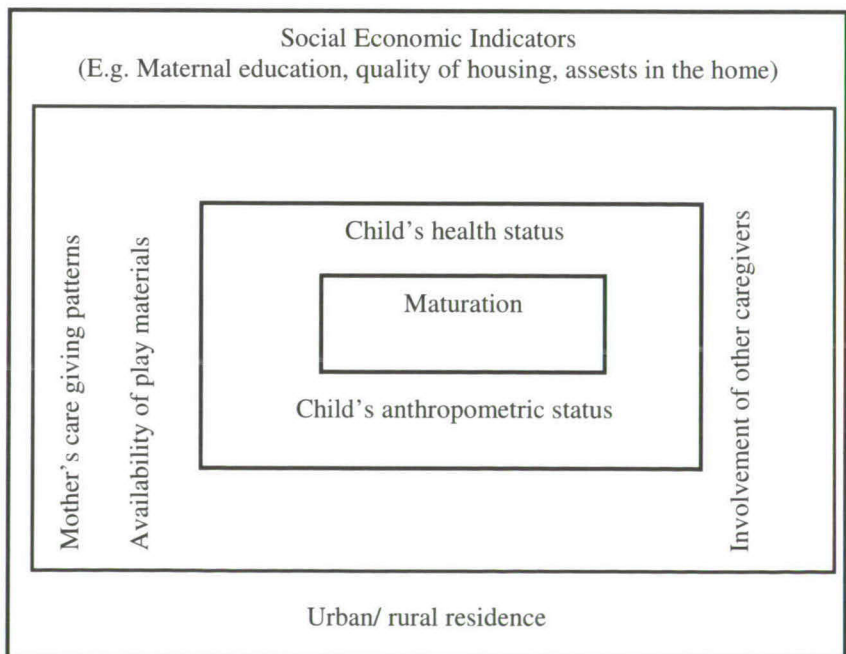 Social Economic Indicators
(E.g. Maternal education, quality of housing, assests in the home)
Mother's care giving patterns
Availability of play materials
Child's health status
Maturation
Child's anthropometric status
Involvement of other caregivers
Urban/ rural residence